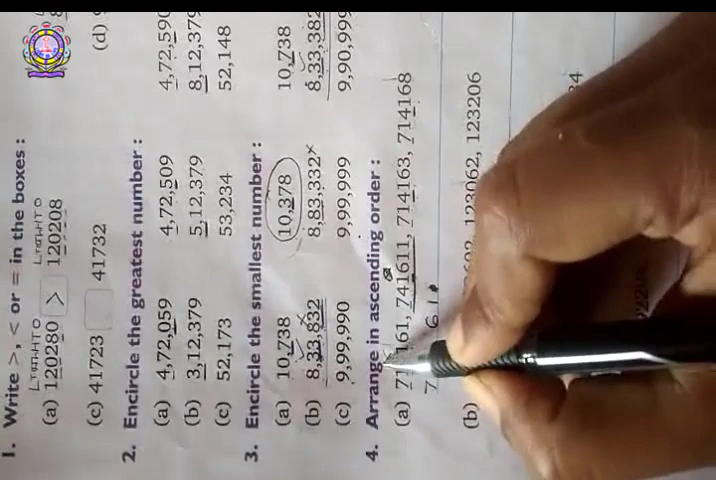 1. Write >, < or = in the boxes :
LTTHTHHTO LTTHTHHTO
(a) 120280 > 120208
(c) 41723 41732
(d)
2. Encircle the greatest number :
(a) 4,72,059 4,72,509 4,72,590
(b) 3,12,379 5,12,379 8,12,379
(c) 52,173 53,234 52,148
3. Encircle the smallest number :
(a) 10,738 10,378 10,738
(b) 8,33,832 8,83,332 8,33,382
(c) 9,99,990 9,99,999 9,90,999
4. Arrange in ascending order :
(a) 161, 741611, 714163, 714168
(b) 123062, 123206